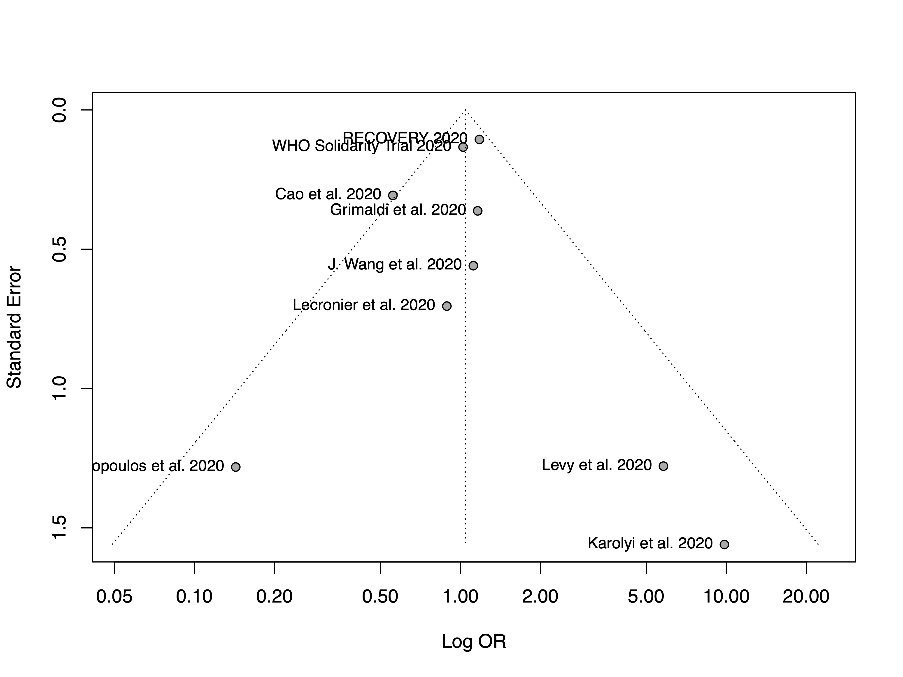 RECOVERY 2020
WHO Solidarity Trial 2020
Cao et al. 2020
Grimaldi et al. 2020
J. Wang et al. 2020
Lecronier et al. 2020
opoulos et al. 2020
Levy et al. 2020
Karolyi et al. 2020
0.0
0.5
1.0
1.5
Standard Error
0.05 0.10 0.20 0.50 1.00 2.00 5.00 10.00 20.00
Log OR